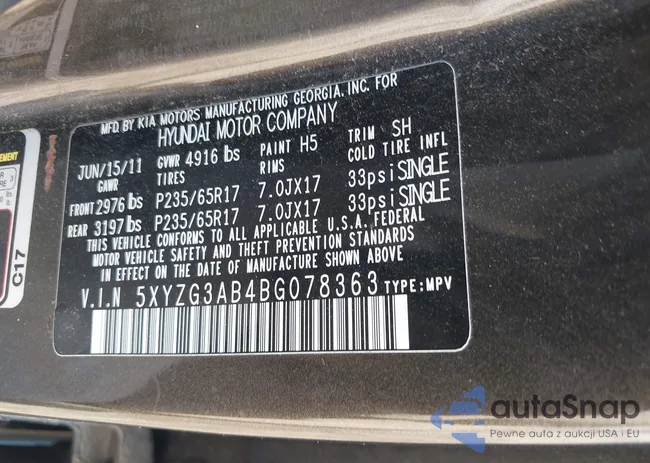 MFD BY KIA MOTORS MANUFACTURING GEORGIA, INC. FOR
HYUNDAI MOTOR COMPANY
JUN/15/11 GVWR 4916 lbs PAINT H5 TRIM SH
GAWR TIRES RIMS COLD TIRE INFL
FRONT 2976 lbs P235/65R17 7.0JX17 33psi SINGLE
REAR 3197 lbs P235/65R17 7.0JX17 33psi SINGLE
THIS VEHICLE CONFORMS TO ALL APPLICABLE U.S.A. FEDERAL
MOTOR VEHICLE SAFETY AND THEFT PREVENTION STANDARDS
IN EFFECT ON THE DATE OF MANUFACTURE SHOWN ABOVE.
V.I.N 5XYZG3AB4BG078363 TYPE:MPV
C17
autoSnap
Pewne auta z aukcji USA i EU